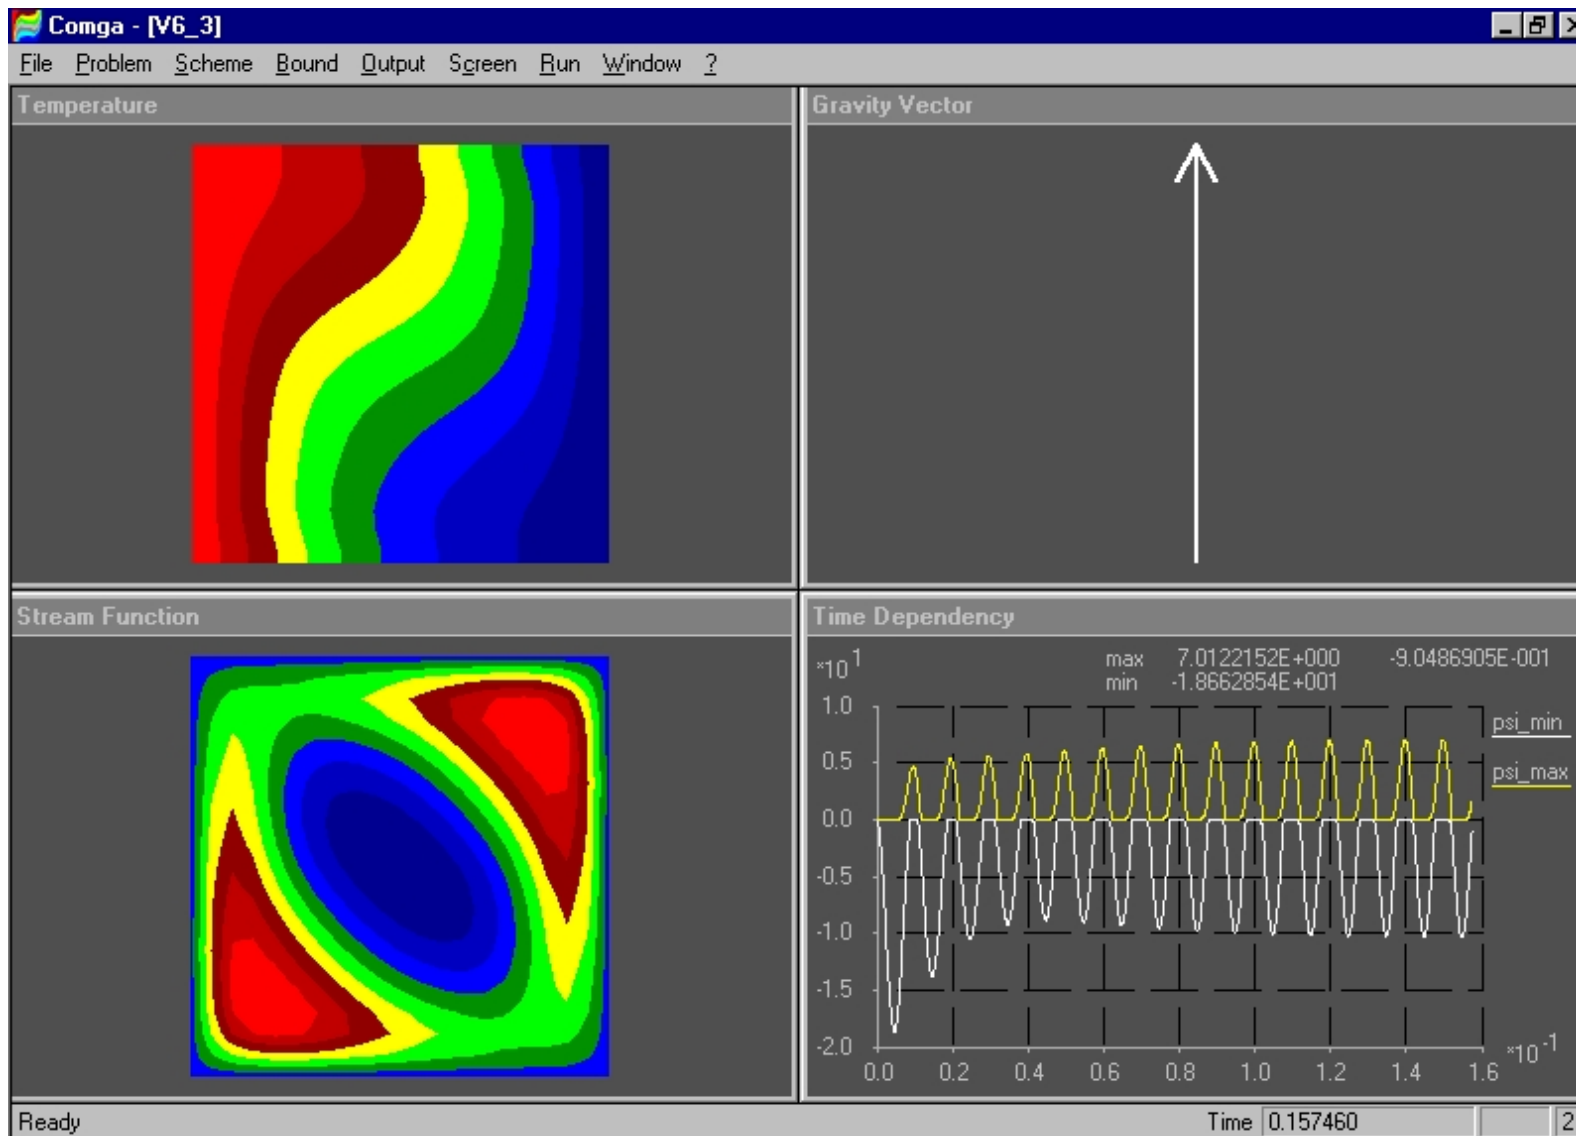 Comga - [V6_3]
File Problem Scheme Bound Output Screen Run Window ?
Temperature
Gravity Vector
Stream Function
Time Dependency
*10 1
max 7.0122152E+000 -9.0486905E-001
min -1.8662854E+001
1.0
psi_min
0.5
psi_max
0.0
-0.5
-1.0
-1.5
-2.0
*10 -1
0.0 0.2 0.4 0.6 0.8 1.0 1.2 1.4 1.6
Ready
Time 0.157460
2